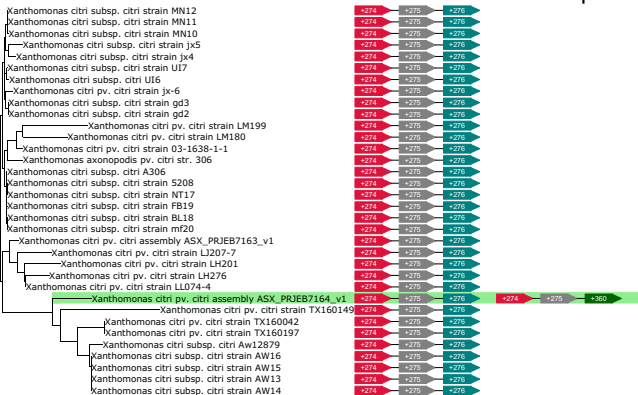 Xanthomonas citri subsp. citri strain MN12 +274 +275 +276
Xanthomonas citri subsp. citri strain MN11 +274 +275 +276
Xanthomonas citri subsp. citri strain MN10 +274 +275 +276
Xanthomonas citri subsp. citri strain jx5 +274 +275 +276
Xanthomonas citri subsp. citri strain jx4 +274 +275 +276
Xanthomonas citri subsp. citri strain UI7 +274 +275 +276
Xanthomonas citri subsp. citri UI6 +274 +275 +276
Xanthomonas citri pv. citri strain jx-6 +274 +275 +276
Xanthomonas citri subsp. citri strain gd3 +274 +275 +276
Xanthomonas citri subsp. citri strain gd2 +274 +275 +276
Xanthomonas citri pv. citri strain LM199 +274 +275 +276
Xanthomonas citri pv. citri strain LM180 +274 +275 +276
Xanthomonas citri pv. citri strain 03-1638-1-1 +274 +275 +276
Xanthomonas axonopodis pv. citri str. 306 +274 +275 +276
Xanthomonas citri subsp. citri A306 +274 +275 +276
Xanthomonas citri subsp. citri strain 5208 +274 +275 +276
Xanthomonas citri subsp. citri strain NT17 +274 +275 +276
Xanthomonas citri subsp. citri strain FB19 +274 +275 +276
Xanthomonas citri subsp. citri strain BL18 +274 +275 +276
Xanthomonas citri subsp. citri strain mf20 +274 +275 +276
Xanthomonas citri pv. citri assembly ASX_PRJEB7163_v1 +274 +275 +276
Xanthomonas citri pv. citri strain LJ207-7 +274 +275 +276
Xanthomonas citri pv. citri strain LH201 +274 +275 +276
Xanthomonas citri pv. citri strain LH276 +274 +275 +276
Xanthomonas citri pv. citri strain LL074-4 +274 +275 +276
Xanthomonas citri pv. citri assembly ASX_PRJEB7164_v1 +274 +275 +276 +274 +275 +360
Xanthomonas citri pv. citri strain TX160149 +274 +275 +276
Xanthomonas citri pv. citri strain TX160042 +274 +275 +276
Xanthomonas citri pv. citri strain TX160197 +274 +275 +276
Xanthomonas citri subsp. citri Aw12879 +274 +275 +276
Xanthomonas citri subsp. citri strain AW16 +274 +275 +276
Xanthomonas citri subsp. citri strain AW15 +274 +275 +276
Xanthomonas citri subsp. citri strain AW13 +274 +275 +276
Xanthomonas citri subsp. citri strain AW14 +274 +275 +276